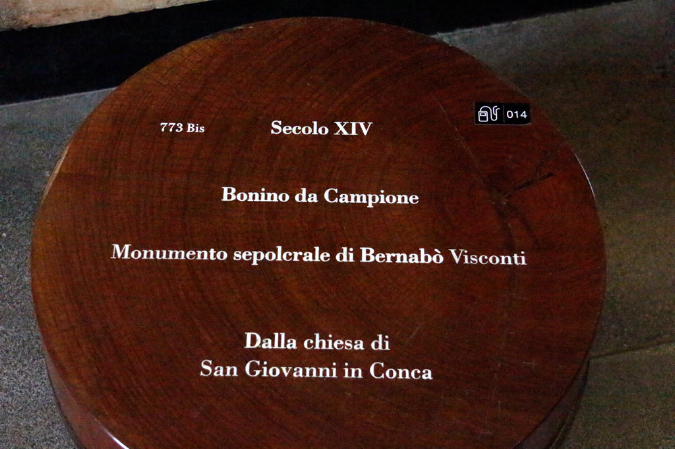 773 Bis Secolo XIV 014
Bonino da Campione
Monumento sepolcrale di Bernabò Visconti
Dalla chiesa di
San Giovanni in Conca